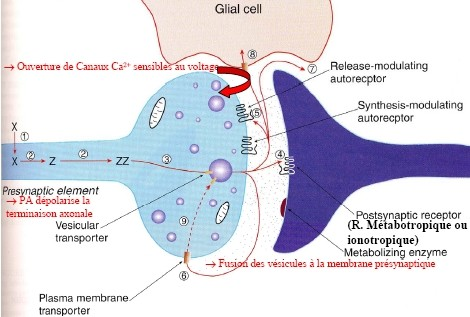 Glial cell
⑧
→ Ouverture de Canaux Ca²⁺ sensibles au voltage
⑦
Release-modulating
autorecptor
Synthesis-modulating
autorecptor
⑤
X
①
X ② Z ② ZZ ③
④
Presynaptic element
→ PA dépolarise la
terminaison axonale
Vesicular
transporter
⑨
Postsynaptic receptor
(R. Métabotropique ou
ionotropique)
Metabolizing enzyme
→ Fusion des vésicules à la membrane présynaptique
⑥
Plasma membrane
transporter